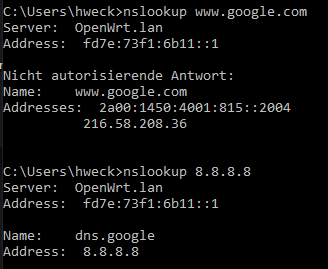 C:\Users\hweck>nslookup www.google.com
Server:  OpenWrt.lan
Address:  fd7e:73f1:6b11::1
Nicht autorisierende Antwort:
Name:    www.google.com
Addresses:  2a00:1450:4001:815::2004
          216.58.208.36
C:\Users\hweck>nslookup 8.8.8.8
Server:  OpenWrt.lan
Address:  fd7e:73f1:6b11::1
Name:    dns.google
Address:  8.8.8.8